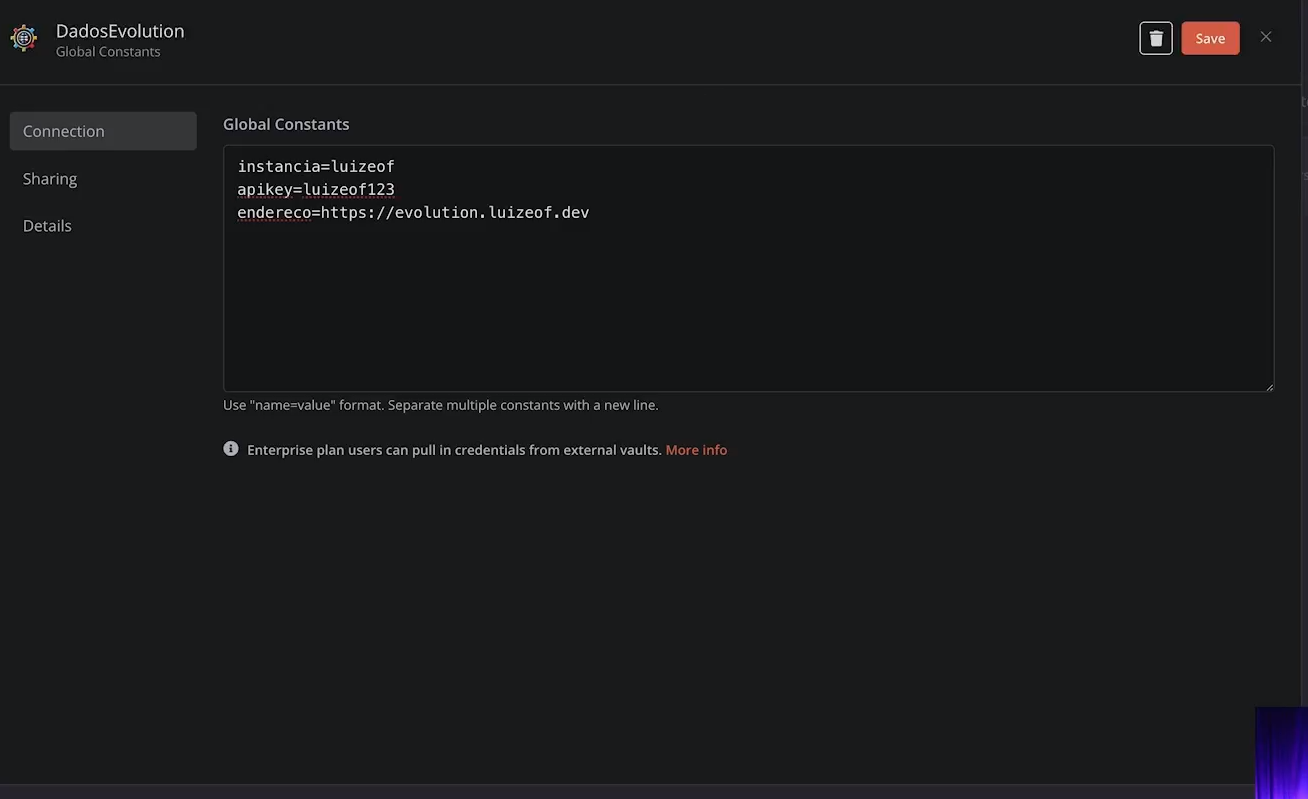 DadosEvolution
Global Constants
Save
Connection
Sharing
Details
Global Constants
instancia=luizeof
apikey=luizeof123
endereco=https://evolution.luizeof.dev
Use "name=value" format. Separate multiple constants with a new line.
Enterprise plan users can pull in credentials from external vaults. More info